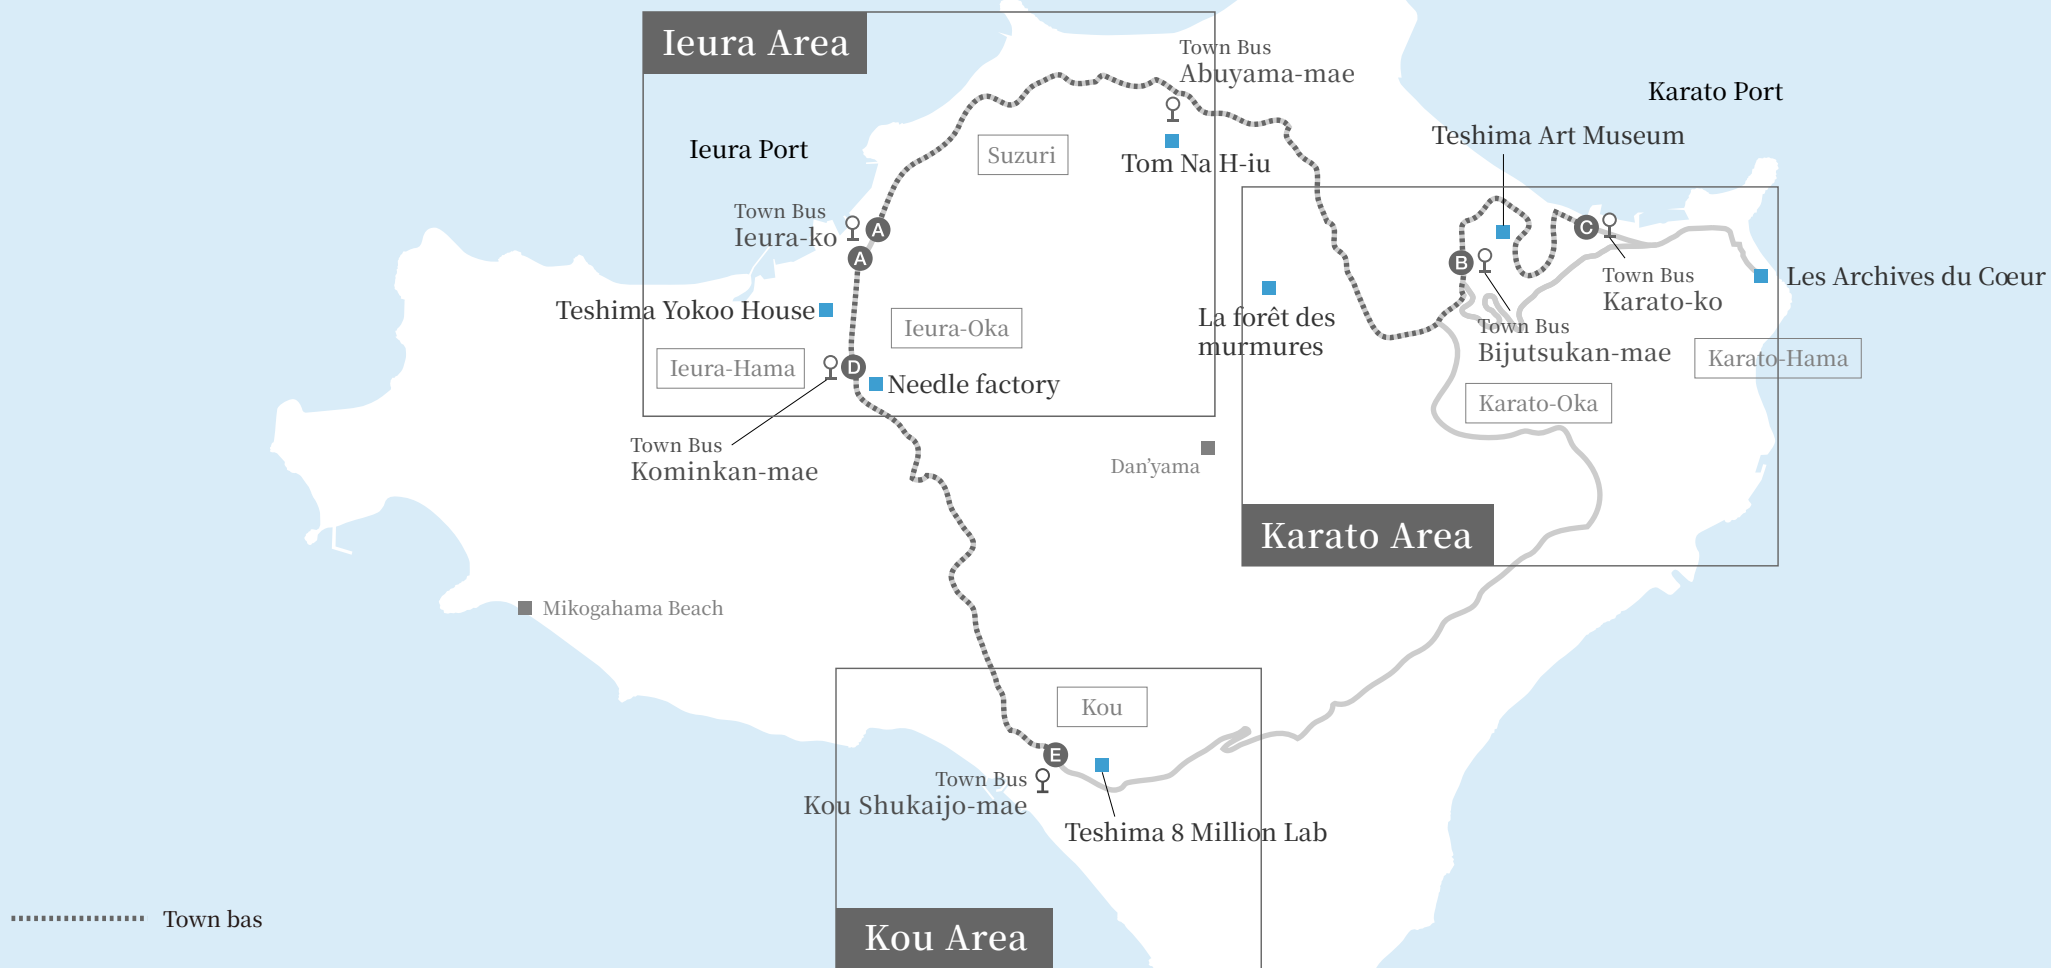 Ieura Area
Town Bus
Abuyama-mae
Karato Port
Teshima Art Museum
Ieura Port
Suzuri
Tom Na H-iu
Town Bus
Ieura-ko
A
A
C
B
Town Bus
Karato-ko
Les Archives du Cœur
Teshima Yokoo House
Ieura-Oka
La forêt des
murmures
Town Bus
Bijutsukan-mae
Karato-Hama
Ieura-Hama
D
Needle factory
Karato-Oka
Town Bus
Kominkan-mae
Dan'yama
Karato Area
Mikogahama Beach
Kou
E
Town Bus
Kou Shukaijo-mae
Teshima 8 Million Lab
Town bas
Kou Area